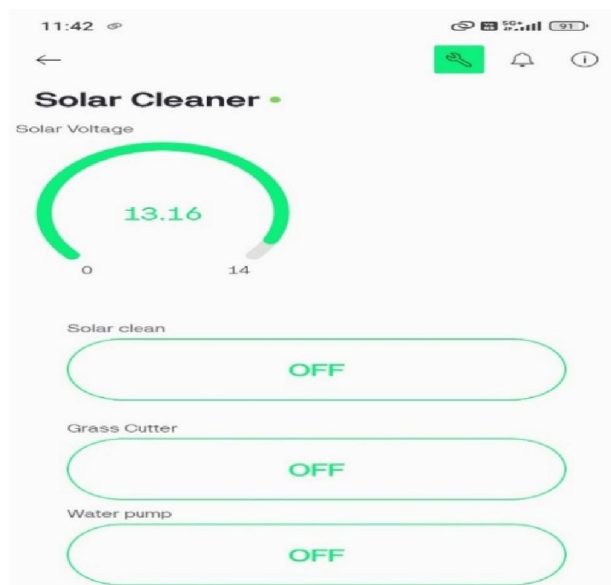 11:42
5G+
91
Solar Cleaner
Solar Voltage
13.16
0 14
Solar clean
OFF
Grass Cutter
OFF
Water pump
OFF